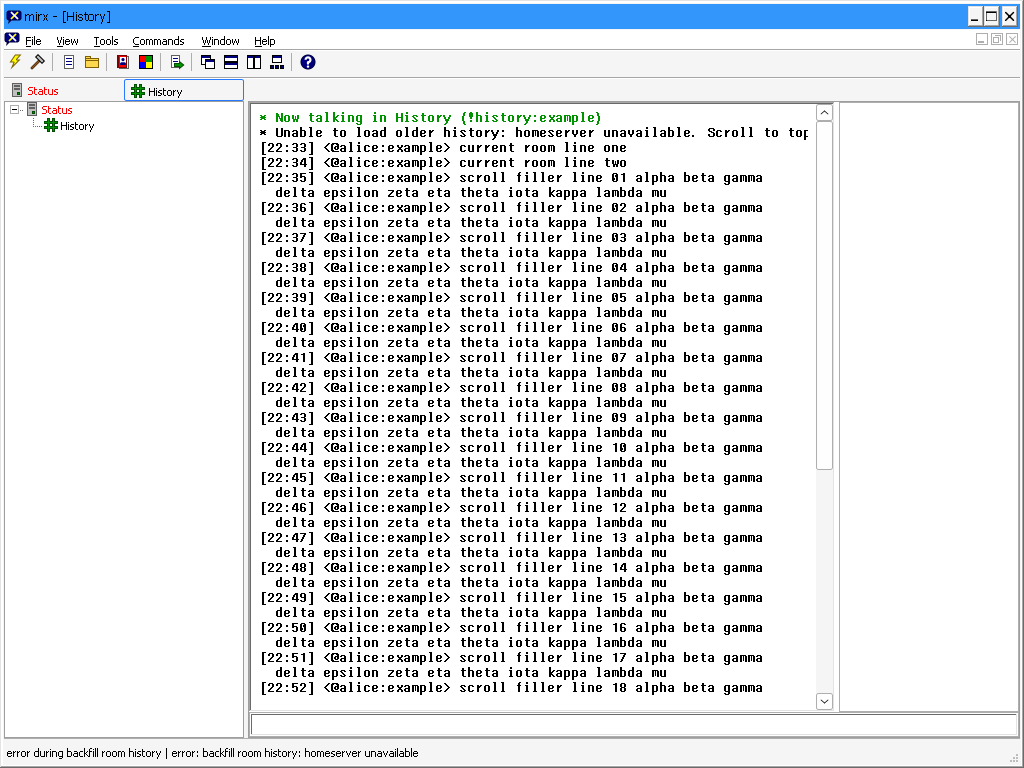 mirx - [History]
File View Tools Commands Window Help
Status History
Status
History
* Now talking in History (!history:example)
* Unable to load older history: homeserver unavailable. Scroll to top
[22:33] <@alice:example> current room line one
[22:34] <@alice:example> current room line two
[22:35] <@alice:example> scroll filler line 01 alpha beta gamma
delta epsilon zeta eta theta iota kappa lambda mu
[22:36] <@alice:example> scroll filler line 02 alpha beta gamma
delta epsilon zeta eta theta iota kappa lambda mu
[22:37] <@alice:example> scroll filler line 03 alpha beta gamma
delta epsilon zeta eta theta iota kappa lambda mu
[22:38] <@alice:example> scroll filler line 04 alpha beta gamma
delta epsilon zeta eta theta iota kappa lambda mu
[22:39] <@alice:example> scroll filler line 05 alpha beta gamma
delta epsilon zeta eta theta iota kappa lambda mu
[22:40] <@alice:example> scroll filler line 06 alpha beta gamma
delta epsilon zeta eta theta iota kappa lambda mu
[22:41] <@alice:example> scroll filler line 07 alpha beta gamma
delta epsilon zeta eta theta iota kappa lambda mu
[22:42] <@alice:example> scroll filler line 08 alpha beta gamma
delta epsilon zeta eta theta iota kappa lambda mu
[22:43] <@alice:example> scroll filler line 09 alpha beta gamma
delta epsilon zeta eta theta iota kappa lambda mu
[22:44] <@alice:example> scroll filler line 10 alpha beta gamma
delta epsilon zeta eta theta iota kappa lambda mu
[22:45] <@alice:example> scroll filler line 11 alpha beta gamma
delta epsilon zeta eta theta iota kappa lambda mu
[22:46] <@alice:example> scroll filler line 12 alpha beta gamma
delta epsilon zeta eta theta iota kappa lambda mu
[22:47] <@alice:example> scroll filler line 13 alpha beta gamma
delta epsilon zeta eta theta iota kappa lambda mu
[22:48] <@alice:example> scroll filler line 14 alpha beta gamma
delta epsilon zeta eta theta iota kappa lambda mu
[22:49] <@alice:example> scroll filler line 15 alpha beta gamma
delta epsilon zeta eta theta iota kappa lambda mu
[22:50] <@alice:example> scroll filler line 16 alpha beta gamma
delta epsilon zeta eta theta iota kappa lambda mu
[22:51] <@alice:example> scroll filler line 17 alpha beta gamma
delta epsilon zeta eta theta iota kappa lambda mu
[22:52] <@alice:example> scroll filler line 18 alpha beta gamma
error during backfill room history | error: backfill room history: homeserver unavailable